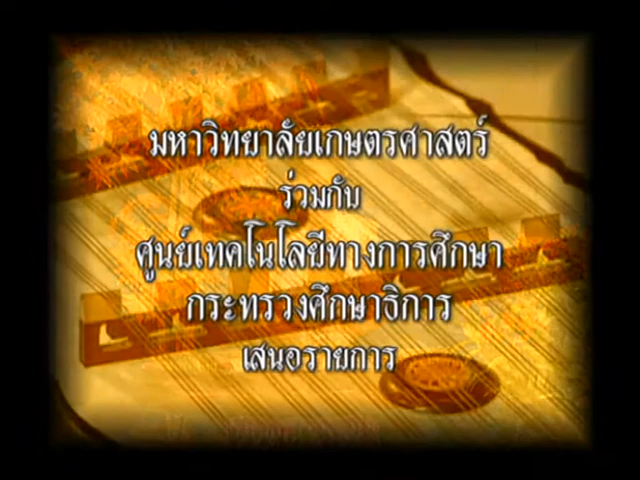 มหาวิทยาลัยเกษตรศาสตร์
ร่วมกับ
ศูนย์เทคโนโลยีทางการศึกษา
กระทรวงศึกษาธิการ
เสนอรายการ